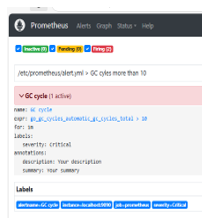 Prometheus Alerts Graph Status Help
Inactive (0) Pending (0) Firing (2)
/etc/prometheus/alert.yml > GC cyles more than 10
GC cycle (1 active)
name: GC cycle
expr: go_gc_cycles_automatic_gc_cycles_total > 10
for: 1m
labels:
severity: critical
annotations:
description: Your description
summary: Your summary
Labels
alertname=GC cycle instance=localhost:9090 job=prometheus severity=Critical